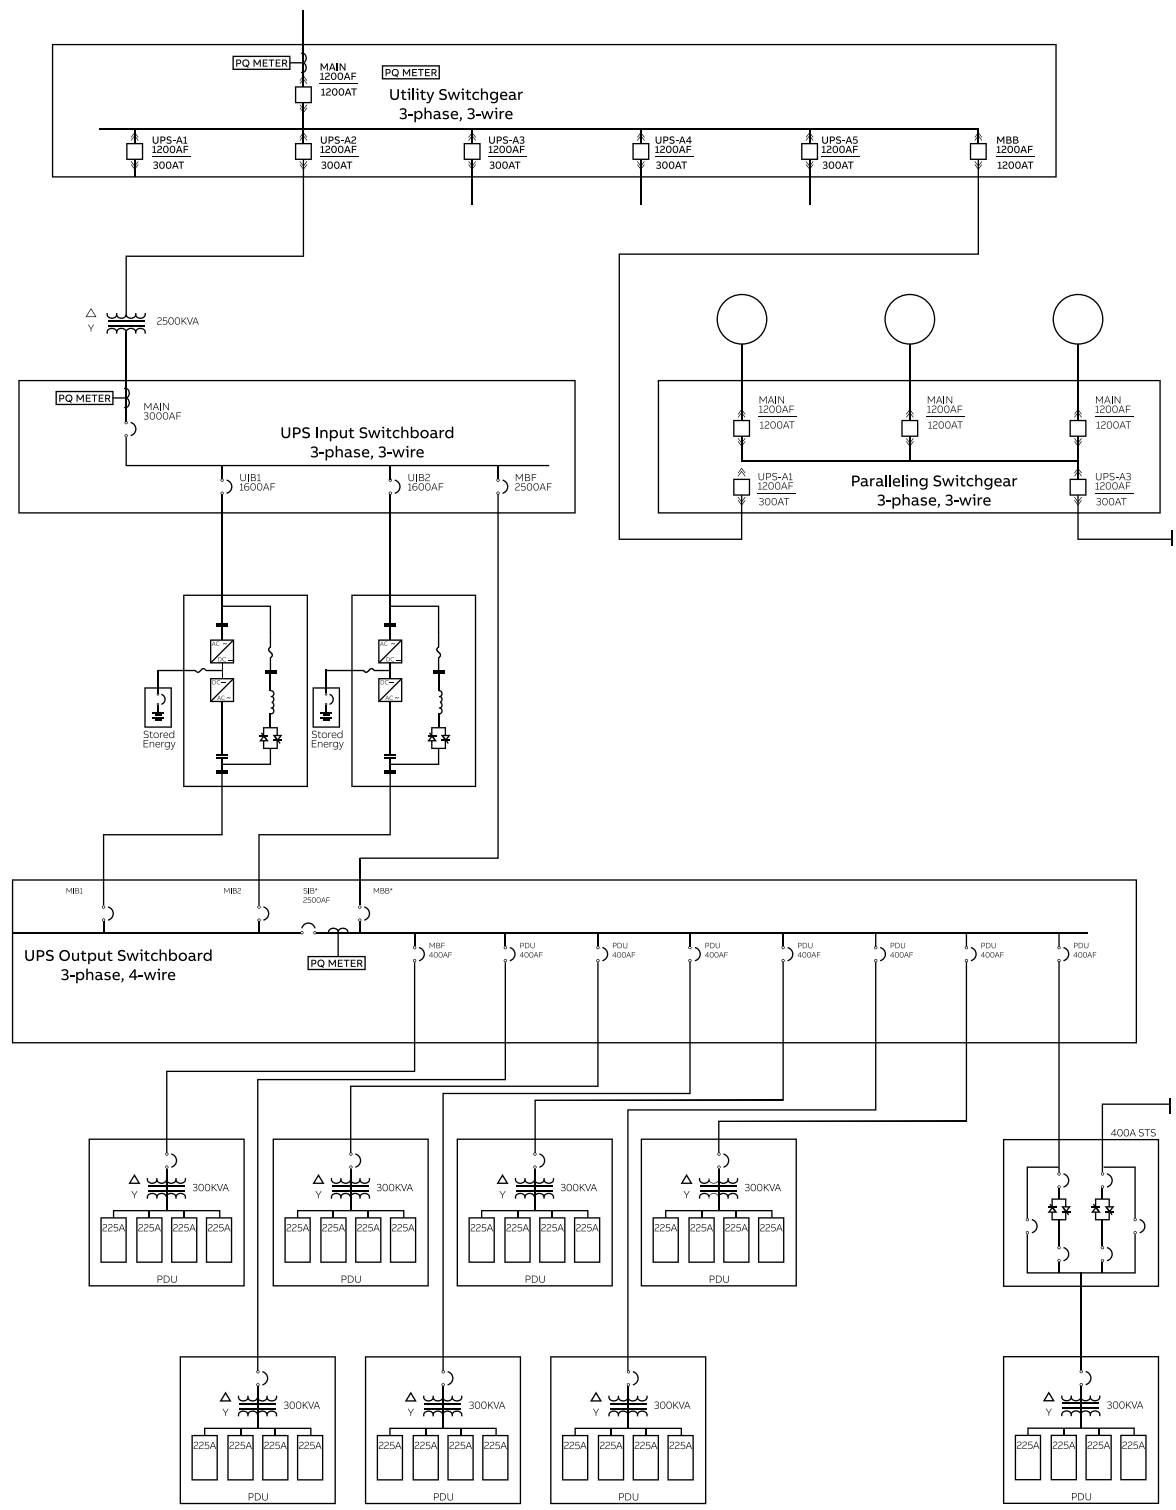 PQ METER
MAIN
1200AF
1200AT
PQ METER
Utility Switchgear
3-phase, 3-wire
UPS-A1
1200AF
300AT
UPS-A2
1200AF
300AT
UPS-A3
1200AF
300AT
UPS-A4
1200AF
300AT
UPS-A5
1200AF
300AT
MBB
1200AF
1200AT
Y
2500KVA
PQ METER
MAIN
3000AF
UPS Input Switchboard
3-phase, 3-wire
UIB1
1600AF
UIB2
1600AF
MBF
2500AF
MAIN
1200AF
1200AT
MAIN
1200AF
1200AT
MAIN
1200AF
1200AT
UPS-A1
1200AF
300AT
Paralleling Switchgear
3-phase, 3-wire
UPS-A3
1200AF
300AT
AC ~
DC
DC
AC ~
Stored
Energy
AC ~
DC
DC
AC ~
Stored
Energy
MIB1
MIB2
SIB*
2500AF
MBB*
UPS Output Switchboard
3-phase, 4-wire
PQ METER
MBF
400AF
PDU
400AF
PDU
400AF
PDU
400AF
PDU
400AF
PDU
400AF
PDU
400AF
PDU
400AF
400A STS
Y
300KVA
225A 225A 225A 225A
PDU
Y
300KVA
225A 225A 225A 225A
PDU
Y
300KVA
225A 225A 225A 225A
PDU
Y
300KVA
225A 225A 225A 225A
PDU
Y
300KVA
225A 225A 225A 225A
PDU
Y
300KVA
225A 225A 225A 225A
PDU
Y
300KVA
225A 225A 225A 225A
PDU
Y
300KVA
225A 225A 225A 225A
PDU